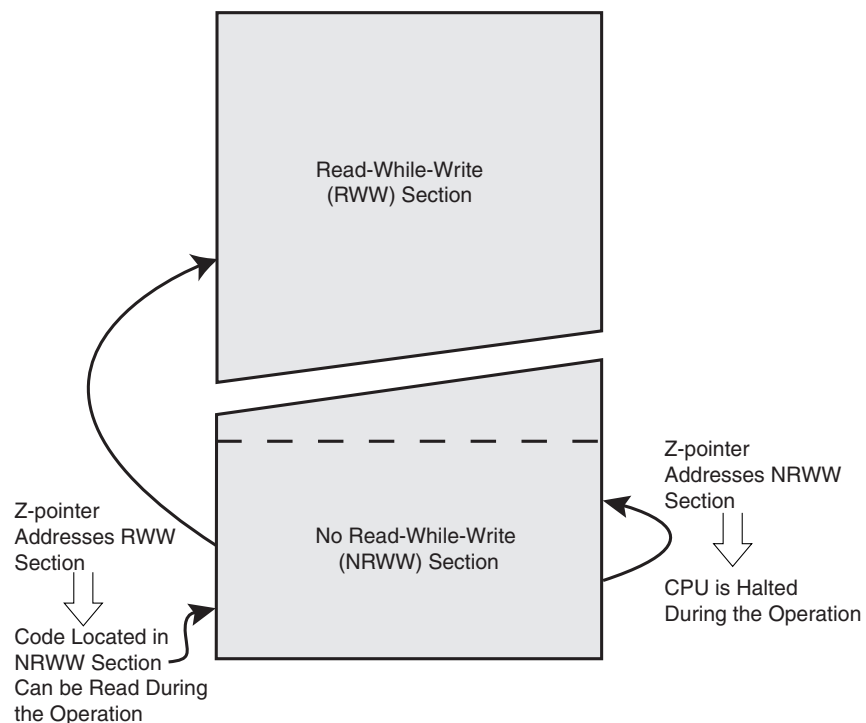 Read-While-Write
(RWW) Section
Z-pointer
Addresses NRWW
Section
Z-pointer
Addresses RWW
Section
No Read-While-Write
(NRWW) Section
CPU is Halted
During the Operation
Code Located in
NRWW Section
Can be Read During
the Operation